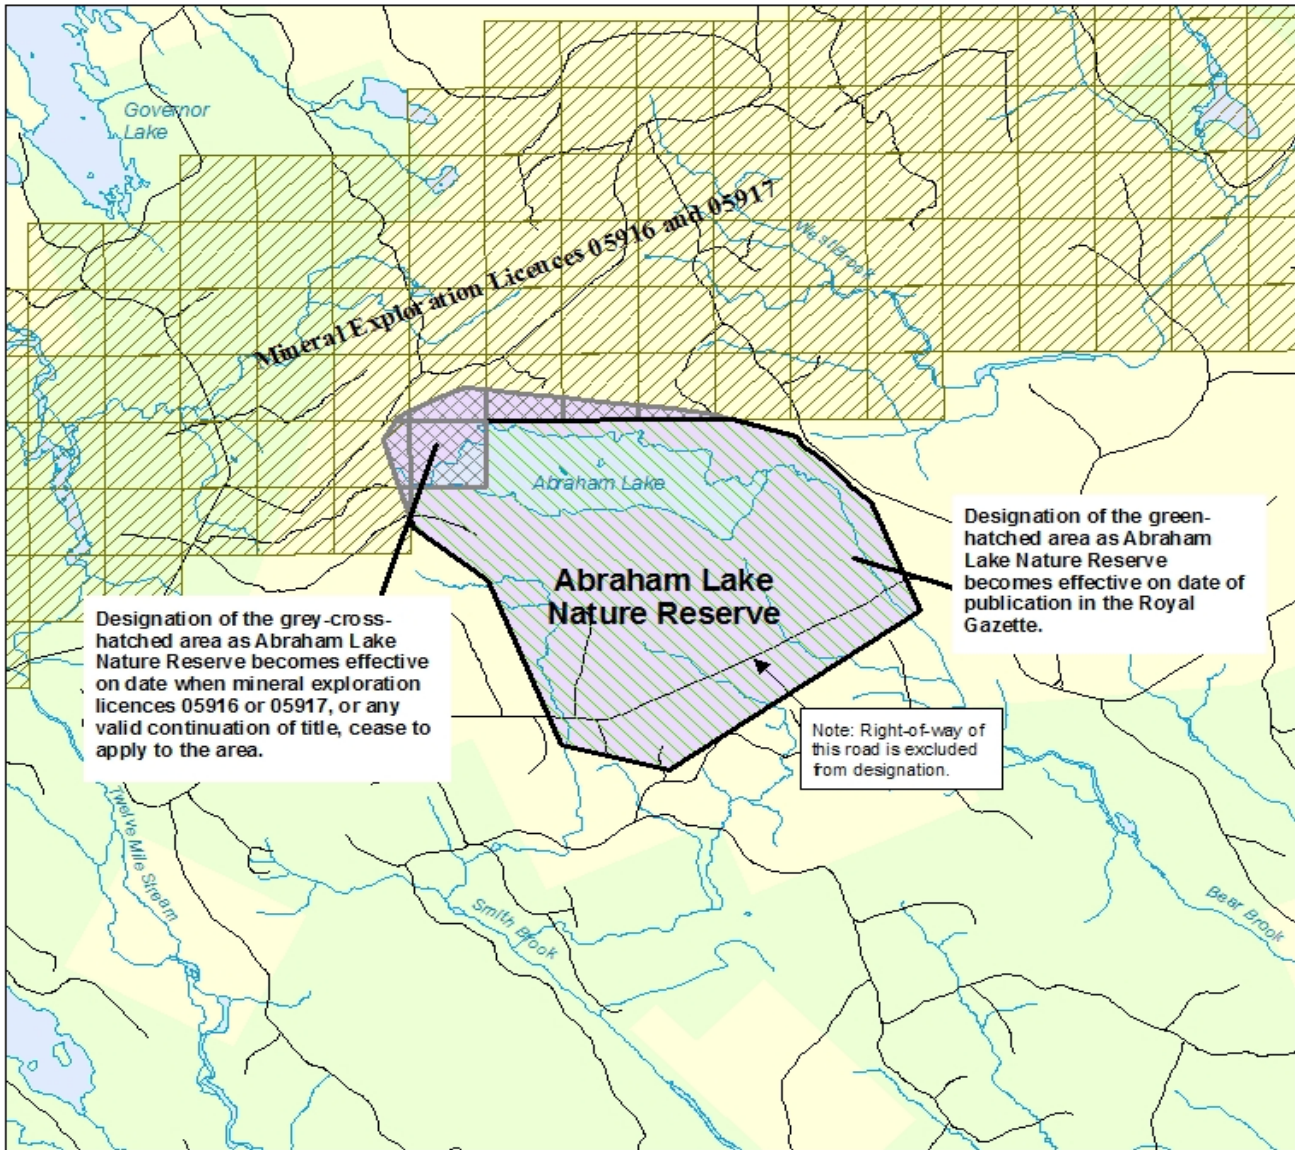 Governor
Lake
Mineral Exploration Licences 05916 and 05917
West Brook
Abraham Lake
Abraham Lake
Nature Reserve
Designation of the green-
hatched area as Abraham
Lake Nature Reserve
becomes effective on date of
publication in the Royal
Gazette.
Designation of the grey-cross-
hatched area as Abraham Lake
Nature Reserve becomes effective
on date when mineral exploration
licences 05916 or 05917, or any
valid continuation of title, cease to
apply to the area.
Note: Right-of-way of
this road is excluded
from designation.
Twelve Mile Stream
Smith Brook
Bear Brook